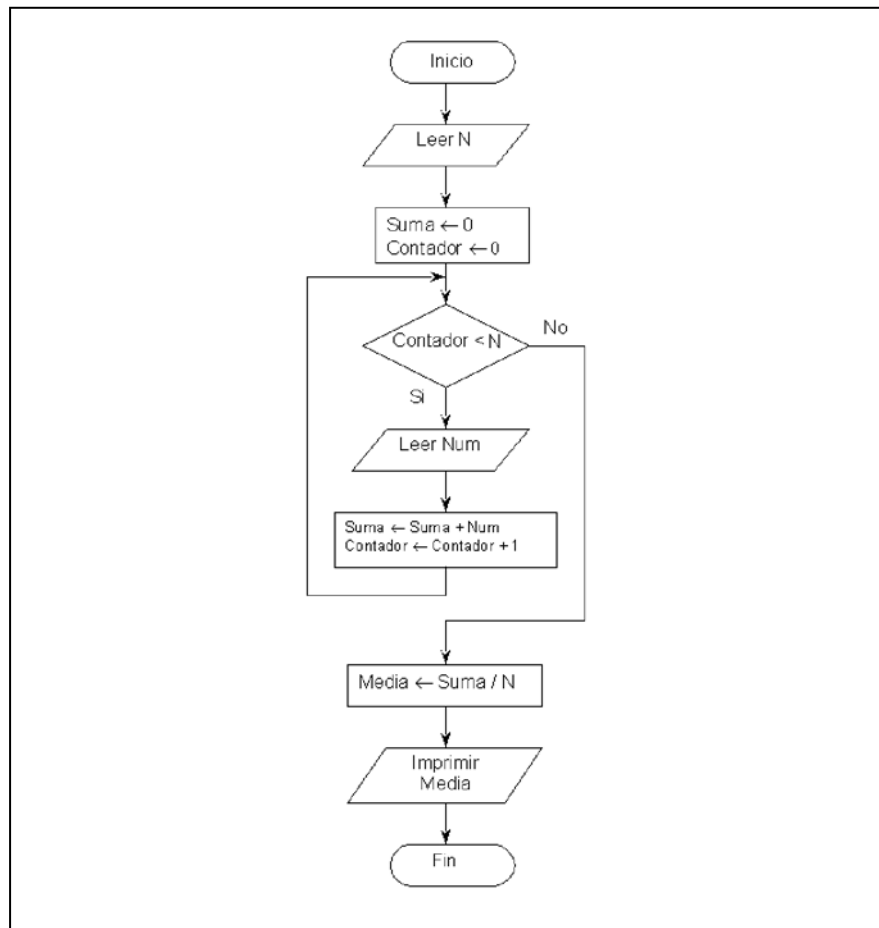 Inicio
Leer N
Suma ← 0
Contador ← 0
Contador < N
No
Si
Leer Num
Suma ← Suma + Num
Contador ← Contador + 1
Media ← Suma / N
Imprimir
Media
Fin